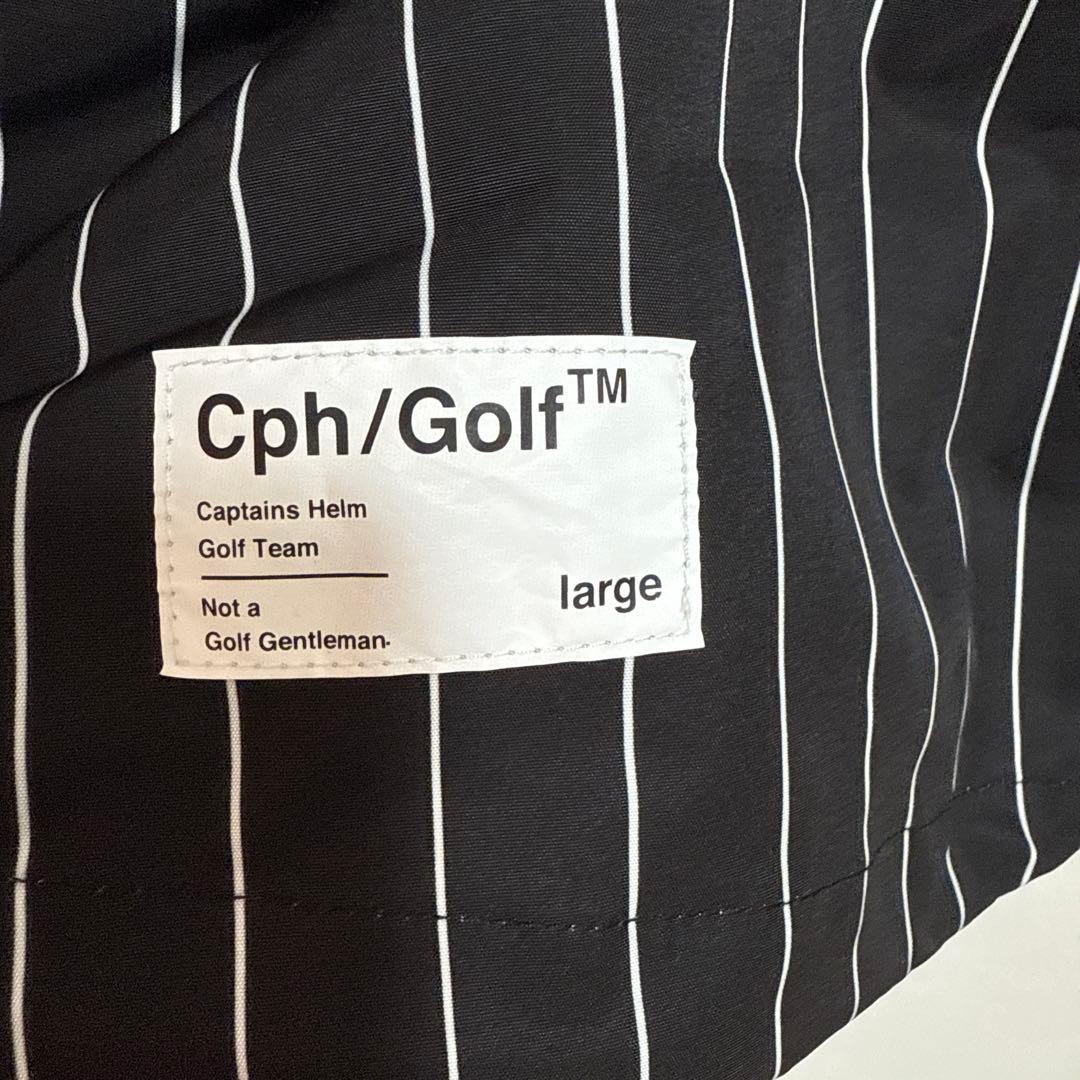 Cph/Golf™
Captains Helm
Golf Team
Not a
Golf Gentleman.
large